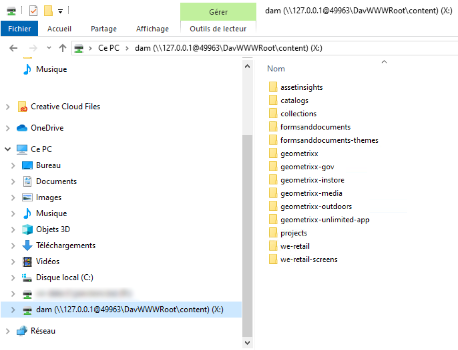 Gérer
dam (\\127.0.0.1@49963\DavWWWRoot\content) (X:)
Fichier
Accueil
Partage
Affichage
Outils de lecteur
Ce PC > dam (\\127.0.0.1@49963\DavWWWRoot\content) (X:)
Musique
Creative Cloud Files
OneDrive
Ce PC
Bureau
Documents
Images
Musique
Objets 3D
Téléchargements
Vidéos
Disque local (C:)
dam (\\127.0.0.1@49963\DavWWWRoot\content) (X:)
Réseau
Nom
assetinsights
catalogs
collections
formsanddocuments
formsanddocuments-themes
geometrixx
geometrixx-gov
geometrixx-instore
geometrixx-media
geometrixx-outdoors
geometrixx-unlimited-app
projects
we-retail
we-retail-screens